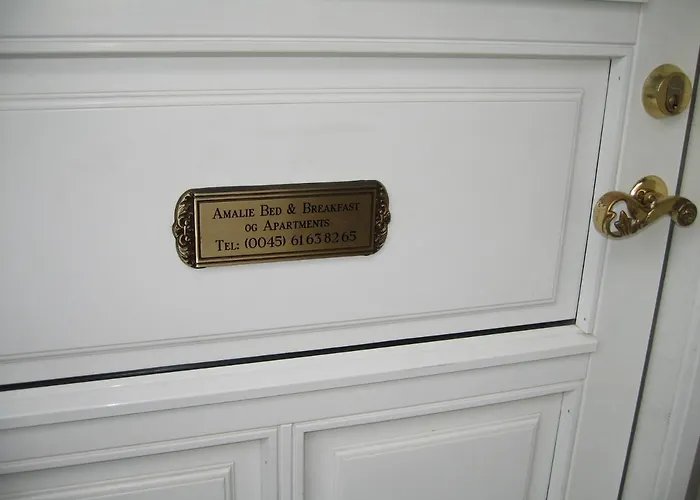 Amalie Bed & Breakfast
og Apartments
Tel: (0045) 61638265